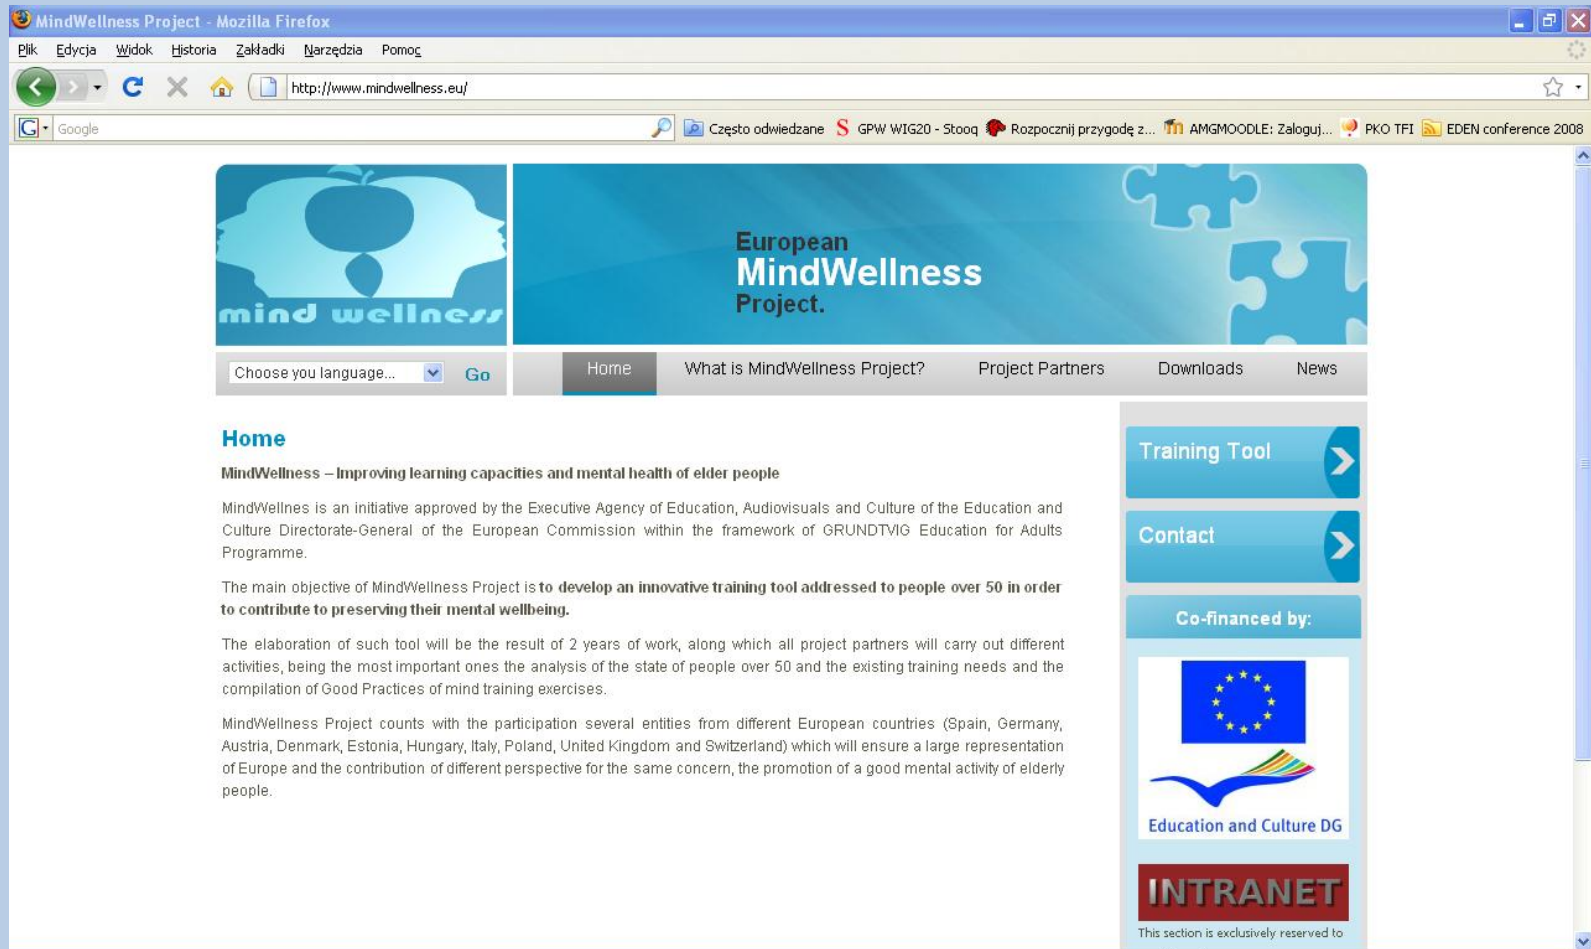 MindWellness Project - Mozilla Firefox
Plik Edycja Widok Historia Zakładki Narzędzia Pomoc
http://www.mindwellness.eu/
G Google Często odwiedzane S GPW WIG20 - Stooq Rozpocznij przygodę z... AMGMOODLE: Zaloguj... PKO TFI EDEN conference 2008
mind wellness
European
MindWellness
Project.
Choose you language... Go
Home What is MindWellness Project? Project Partners Downloads News
Home
MindWellness – Improving learning capacities and mental health of elder people
MindWellnes is an initiative approved by the Executive Agency of Education, Audiovisuals and Culture of the Education and
Culture Directorate-General of the European Commission within the framework of GRUNDTVIG Education for Adults
Programme.
The main objective of MindWellness Project is to develop an innovative training tool addressed to people over 50 in order
to contribute to preserving their mental wellbeing.
The elaboration of such tool will be the result of 2 years of work, along which all project partners will carry out different
activities, being the most important ones the analysis of the state of people over 50 and the existing training needs and the
compilation of Good Practices of mind training exercises.
MindWellness Project counts with the participation several entities from different European countries (Spain, Germany,
Austria, Denmark, Estonia, Hungary, Italy, Poland, United Kingdom and Switzerland) which will ensure a large representation
of Europe and the contribution of different perspective for the same concern, the promotion of a good mental activity of elderly
people.
Training Tool
Contact
Co-financed by:
Education and Culture DG
INTRANET
This section is exclusively reserved to